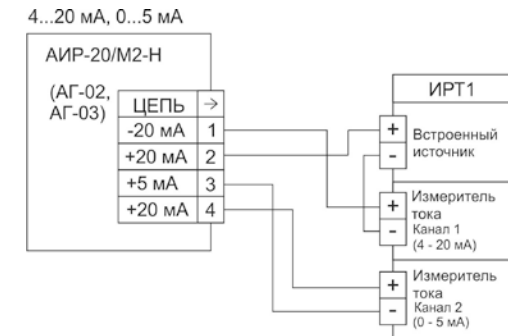 4...20 мА, 0...5 мА
АИР-20/М2-Н
(АГ-02,
АГ-03)
ЦЕПЬ →
-20 мА 1
+20 мА 2
+5 мА 3
+20 мА 4
ИРТ1
+
-
Встроенный
источник
+
-
Измеритель
тока
Канал 1
(4 - 20 мА)
+
-
Измеритель
тока
Канал 2
(0 - 5 мА)